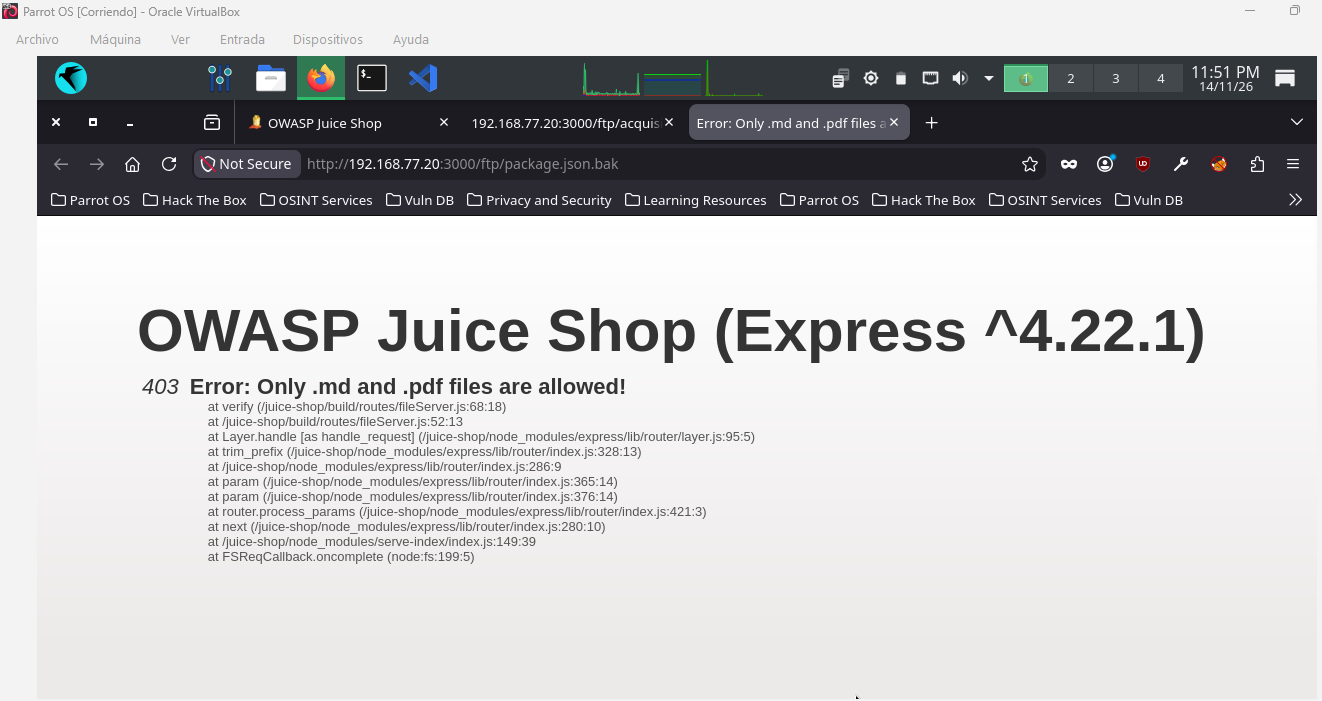 Parrot OS [Corriendo] - Oracle VirtualBox
Archivo Máquina Ver Entrada Dispositivos Ayuda
1 2 3 4 11:51 PM
14/11/26
OWASP Juice Shop 192.168.77.20:3000/ftp/acquis Error: Only .md and .pdf files a
Not Secure http://192.168.77.20:3000/ftp/package.json.bak
Parrot OS Hack The Box OSINT Services Vuln DB Privacy and Security Learning Resources Parrot OS Hack The Box OSINT Services Vuln DB
OWASP Juice Shop (Express ^4.22.1)
403 Error: Only .md and .pdf files are allowed!
at verify (/juice-shop/build/routes/fileServer.js:68:18)
at /juice-shop/build/routes/fileServer.js:52:13
at Layer.handle [as handle_request] (/juice-shop/node_modules/express/lib/router/layer.js:95:5)
at trim_prefix (/juice-shop/node_modules/express/lib/router/index.js:328:13)
at /juice-shop/node_modules/express/lib/router/index.js:286:9
at param (/juice-shop/node_modules/express/lib/router/index.js:365:14)
at param (/juice-shop/node_modules/express/lib/router/index.js:376:14)
at router.process_params (/juice-shop/node_modules/express/lib/router/index.js:421:3)
at next (/juice-shop/node_modules/express/lib/router/index.js:280:10)
at /juice-shop/node_modules/serve-index/index.js:149:39
at FSReqCallback.oncomplete (node:fs:199:5)